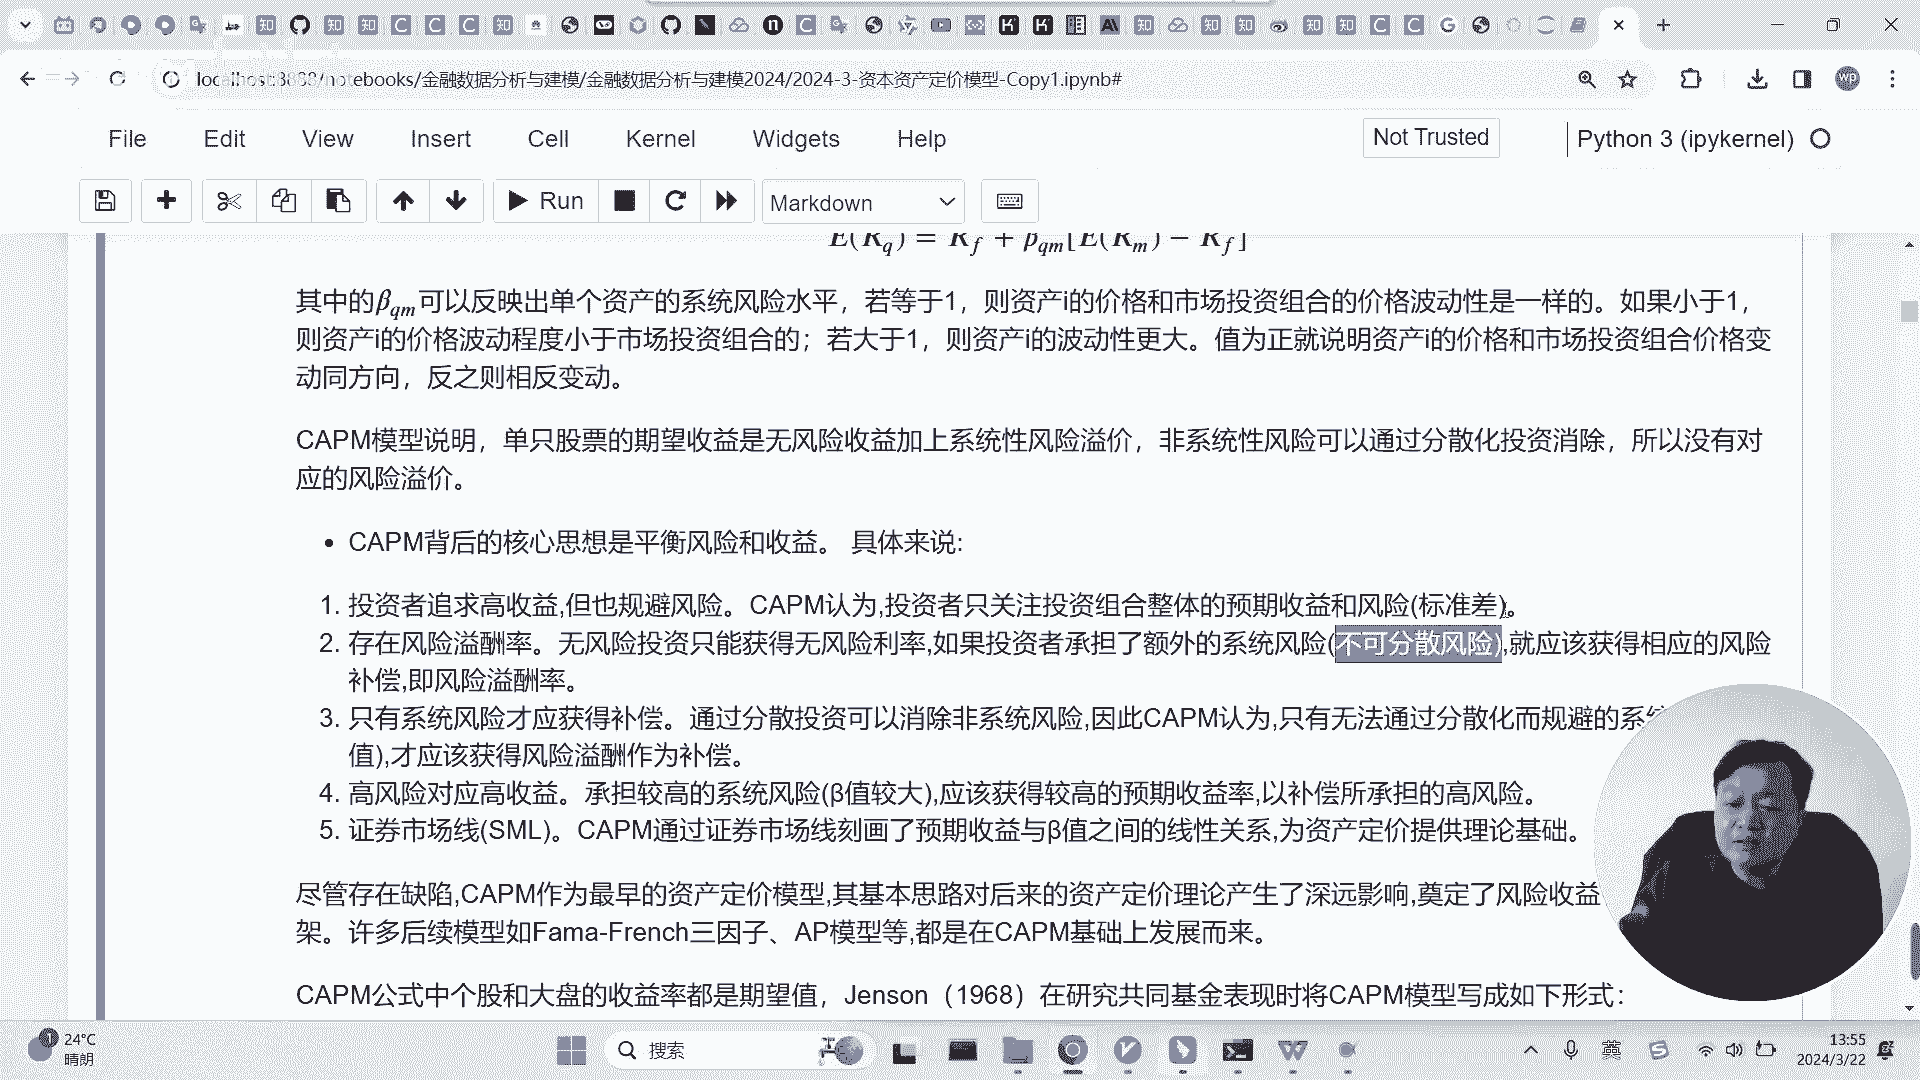 localhost:8888/notebooks/金融数据分析与建模/金融数据分析与建模2024/2024-3-资本资产定价模型-Copy1.ipynb#
wp
File Edit View Insert Cell Kernel Widgets Help
Not Trusted
Python 3 (ipykernel)
Run
Markdown
E(R_q) = R_f + β_qm[E(R_m) − R_f]
其中的β_qm可以反映出单个资产的系统风险水平，若等于1，则资产i的价格和市场投资组合的价格波动性是一样的。如果小于1，
则资产i的价格波动程度小于市场投资组合的；若大于1，则资产i的波动性更大。值为正就说明资产i的价格和市场投资组合价格变
动同方向，反之则相反变动。
CAPM模型说明，单只股票的期望收益是无风险收益加上系统性风险溢价，非系统性风险可以通过分散化投资消除，所以没有对
应的风险溢价。
• CAPM背后的核心思想是平衡风险和收益。 具体来说:
1. 投资者追求高收益,但也规避风险。CAPM认为,投资者只关注投资组合整体的预期收益和风险(标准差)。
2. 存在风险溢酬率。无风险投资只能获得无风险利率,如果投资者承担了额外的系统风险(不可分散风险),就应该获得相应的风险
补偿,即风险溢酬率。
3. 只有系统风险才应获得补偿。通过分散投资可以消除非系统风险,因此CAPM认为,只有无法通过分散化而规避的系统
值),才应该获得风险溢酬作为补偿。
4. 高风险对应高收益。承担较高的系统风险(β值较大),应该获得较高的预期收益率,以补偿所承担的高风险。
5. 证券市场线(SML)。CAPM通过证券市场线刻画了预期收益与β值之间的线性关系,为资产定价提供理论基础。
尽管存在缺陷,CAPM作为最早的资产定价模型,其基本思路对后来的资产定价理论产生了深远影响,奠定了风险收益
架。许多后续模型如Fama-French三因子、AP模型等,都是在CAPM基础上发展而来。
CAPM公式中个股和大盘的收益率都是期望值，Jenson（1968）在研究共同基金表现时将CAPM模型写成如下形式：
24°C
晴朗
搜索
英
13:55
2024/3/22